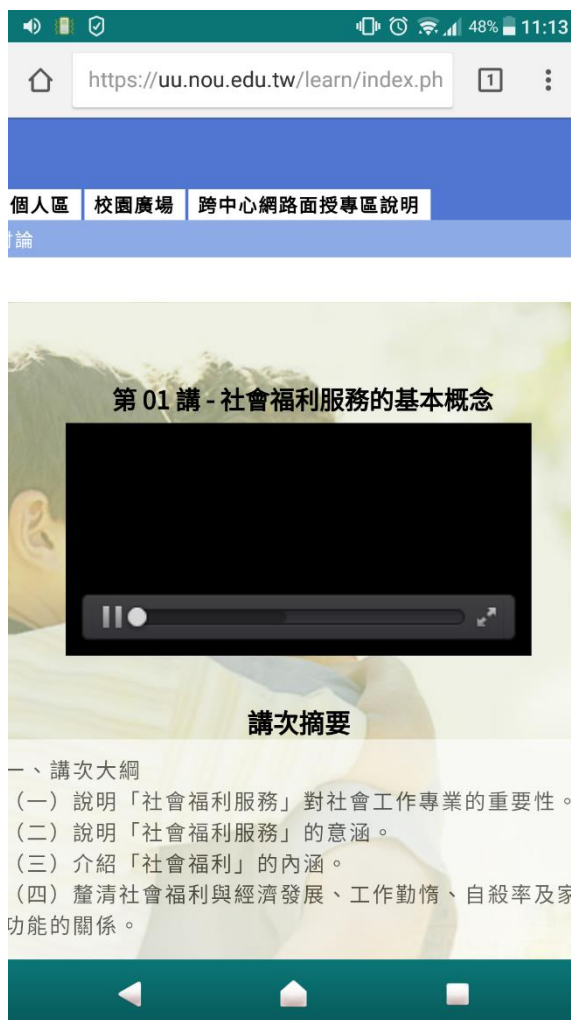 48% 11:13
https://uu.nou.edu.tw/learn/index.ph
1
個人區 校園廣場 跨中心網路面授專區說明
討論
第 01 講 - 社會福利服務的基本概念
講次摘要
一、講次大綱
（一）說明「社會福利服務」對社會工作專業的重要性。
（二）說明「社會福利服務」的意涵。
（三）介紹「社會福利」的內涵。
（四）釐清社會福利與經濟發展、工作勤惰、自殺率及家
功能的關係。